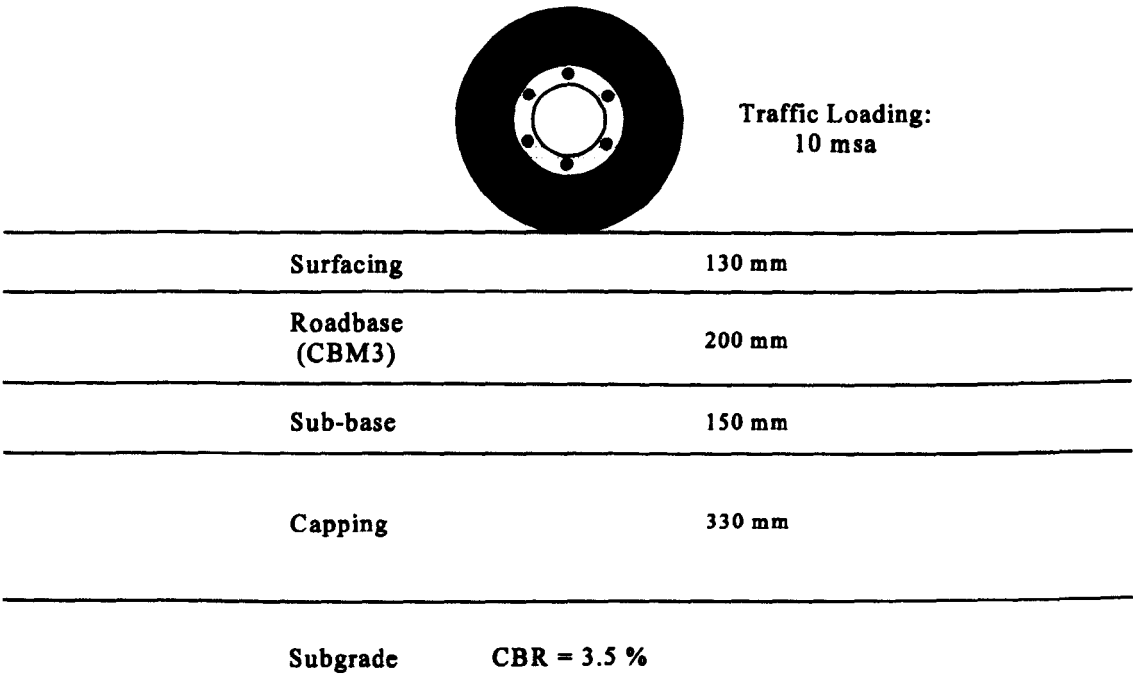 Traffic Loading:
10 msa
Surfacing 130 mm
Roadbase
(CBM3) 200 mm
Sub-base 150 mm
Capping 330 mm
Subgrade CBR = 3.5 %